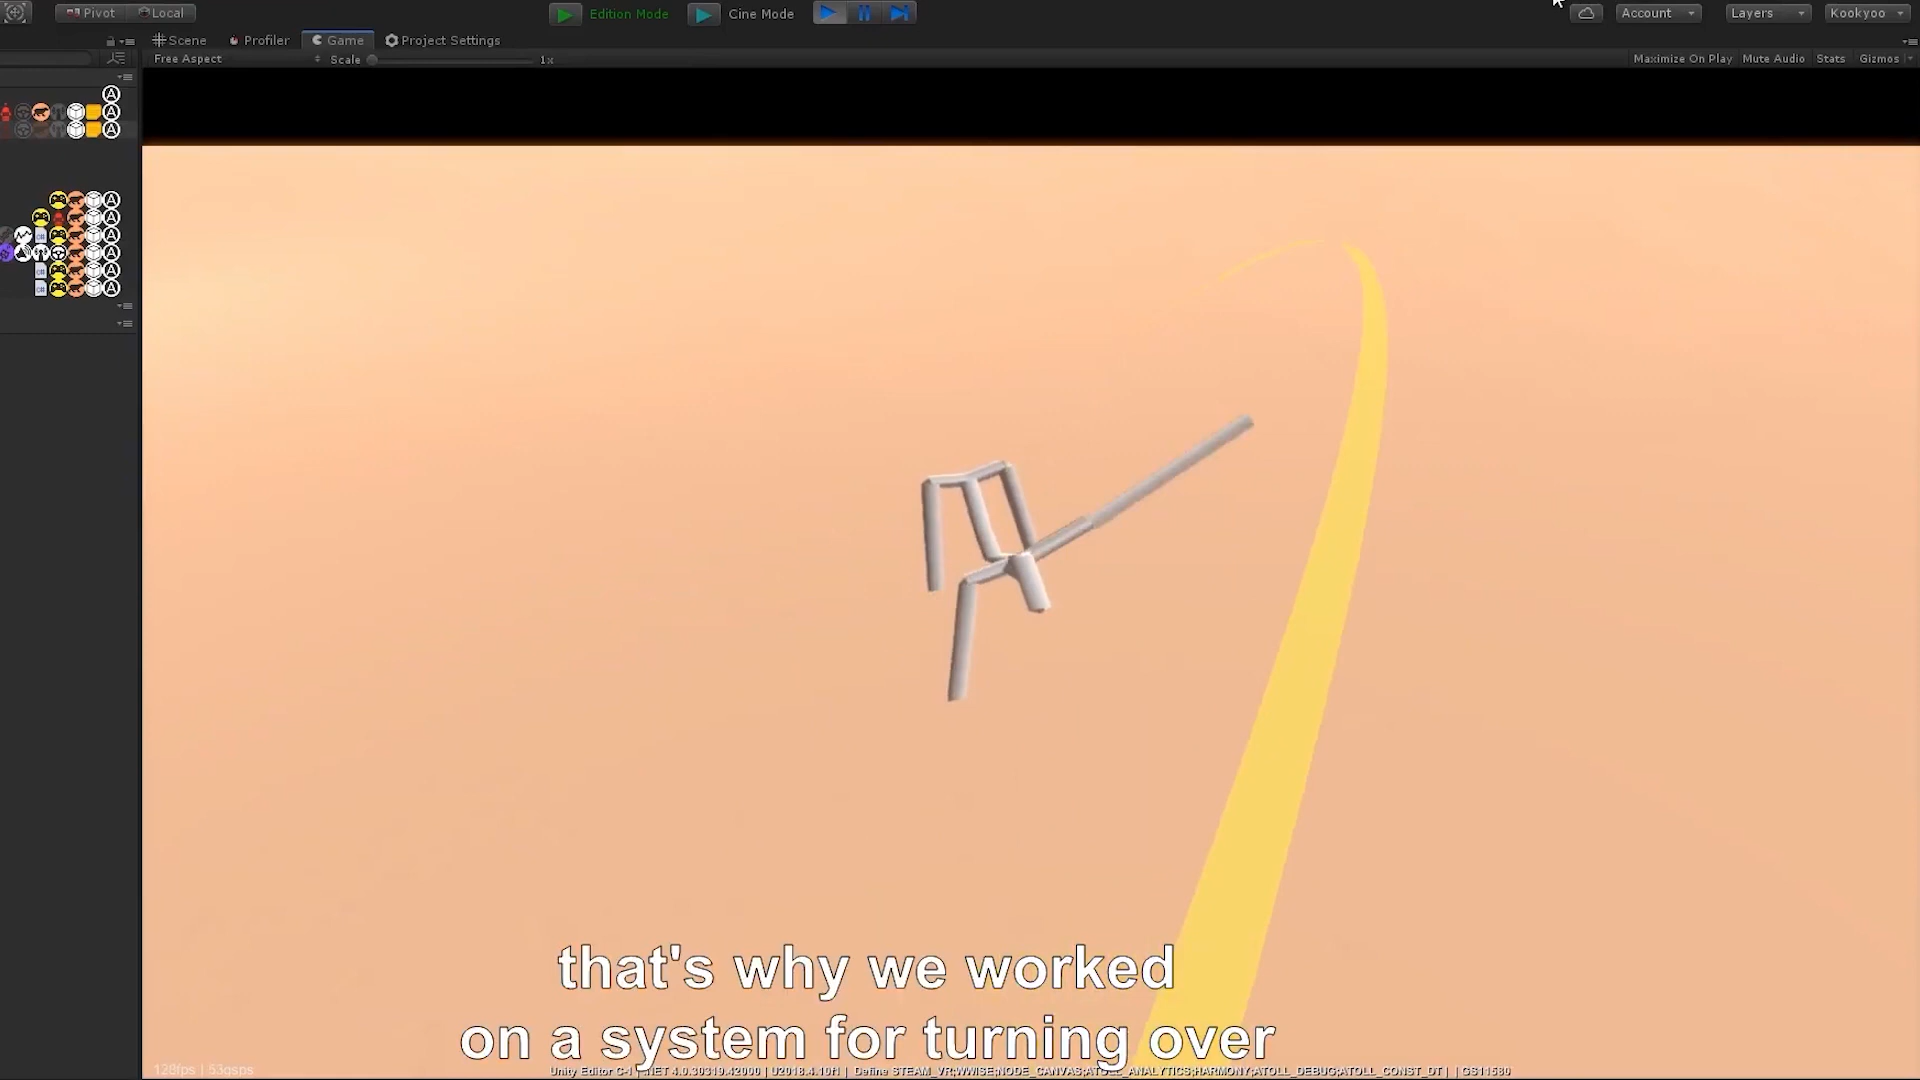 Pivot Local Edition Mode Cine Mode Account Layers Kookyoo
Scene Profiler Game Project Settings
Free Aspect Scale 1x Maximize On Play Mute Audio Stats Gizmos
that's why we worked
on a system for turning over